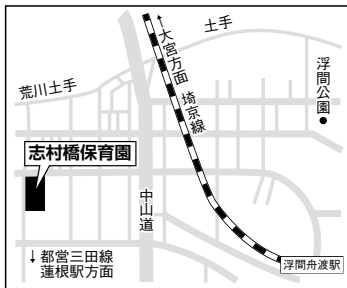 ←大宮方面
埼京線
土手
荒川土手
浮間公園
志村橋保育園
中山道
↓都営三田線
蓮根駅方面
浮間舟渡駅